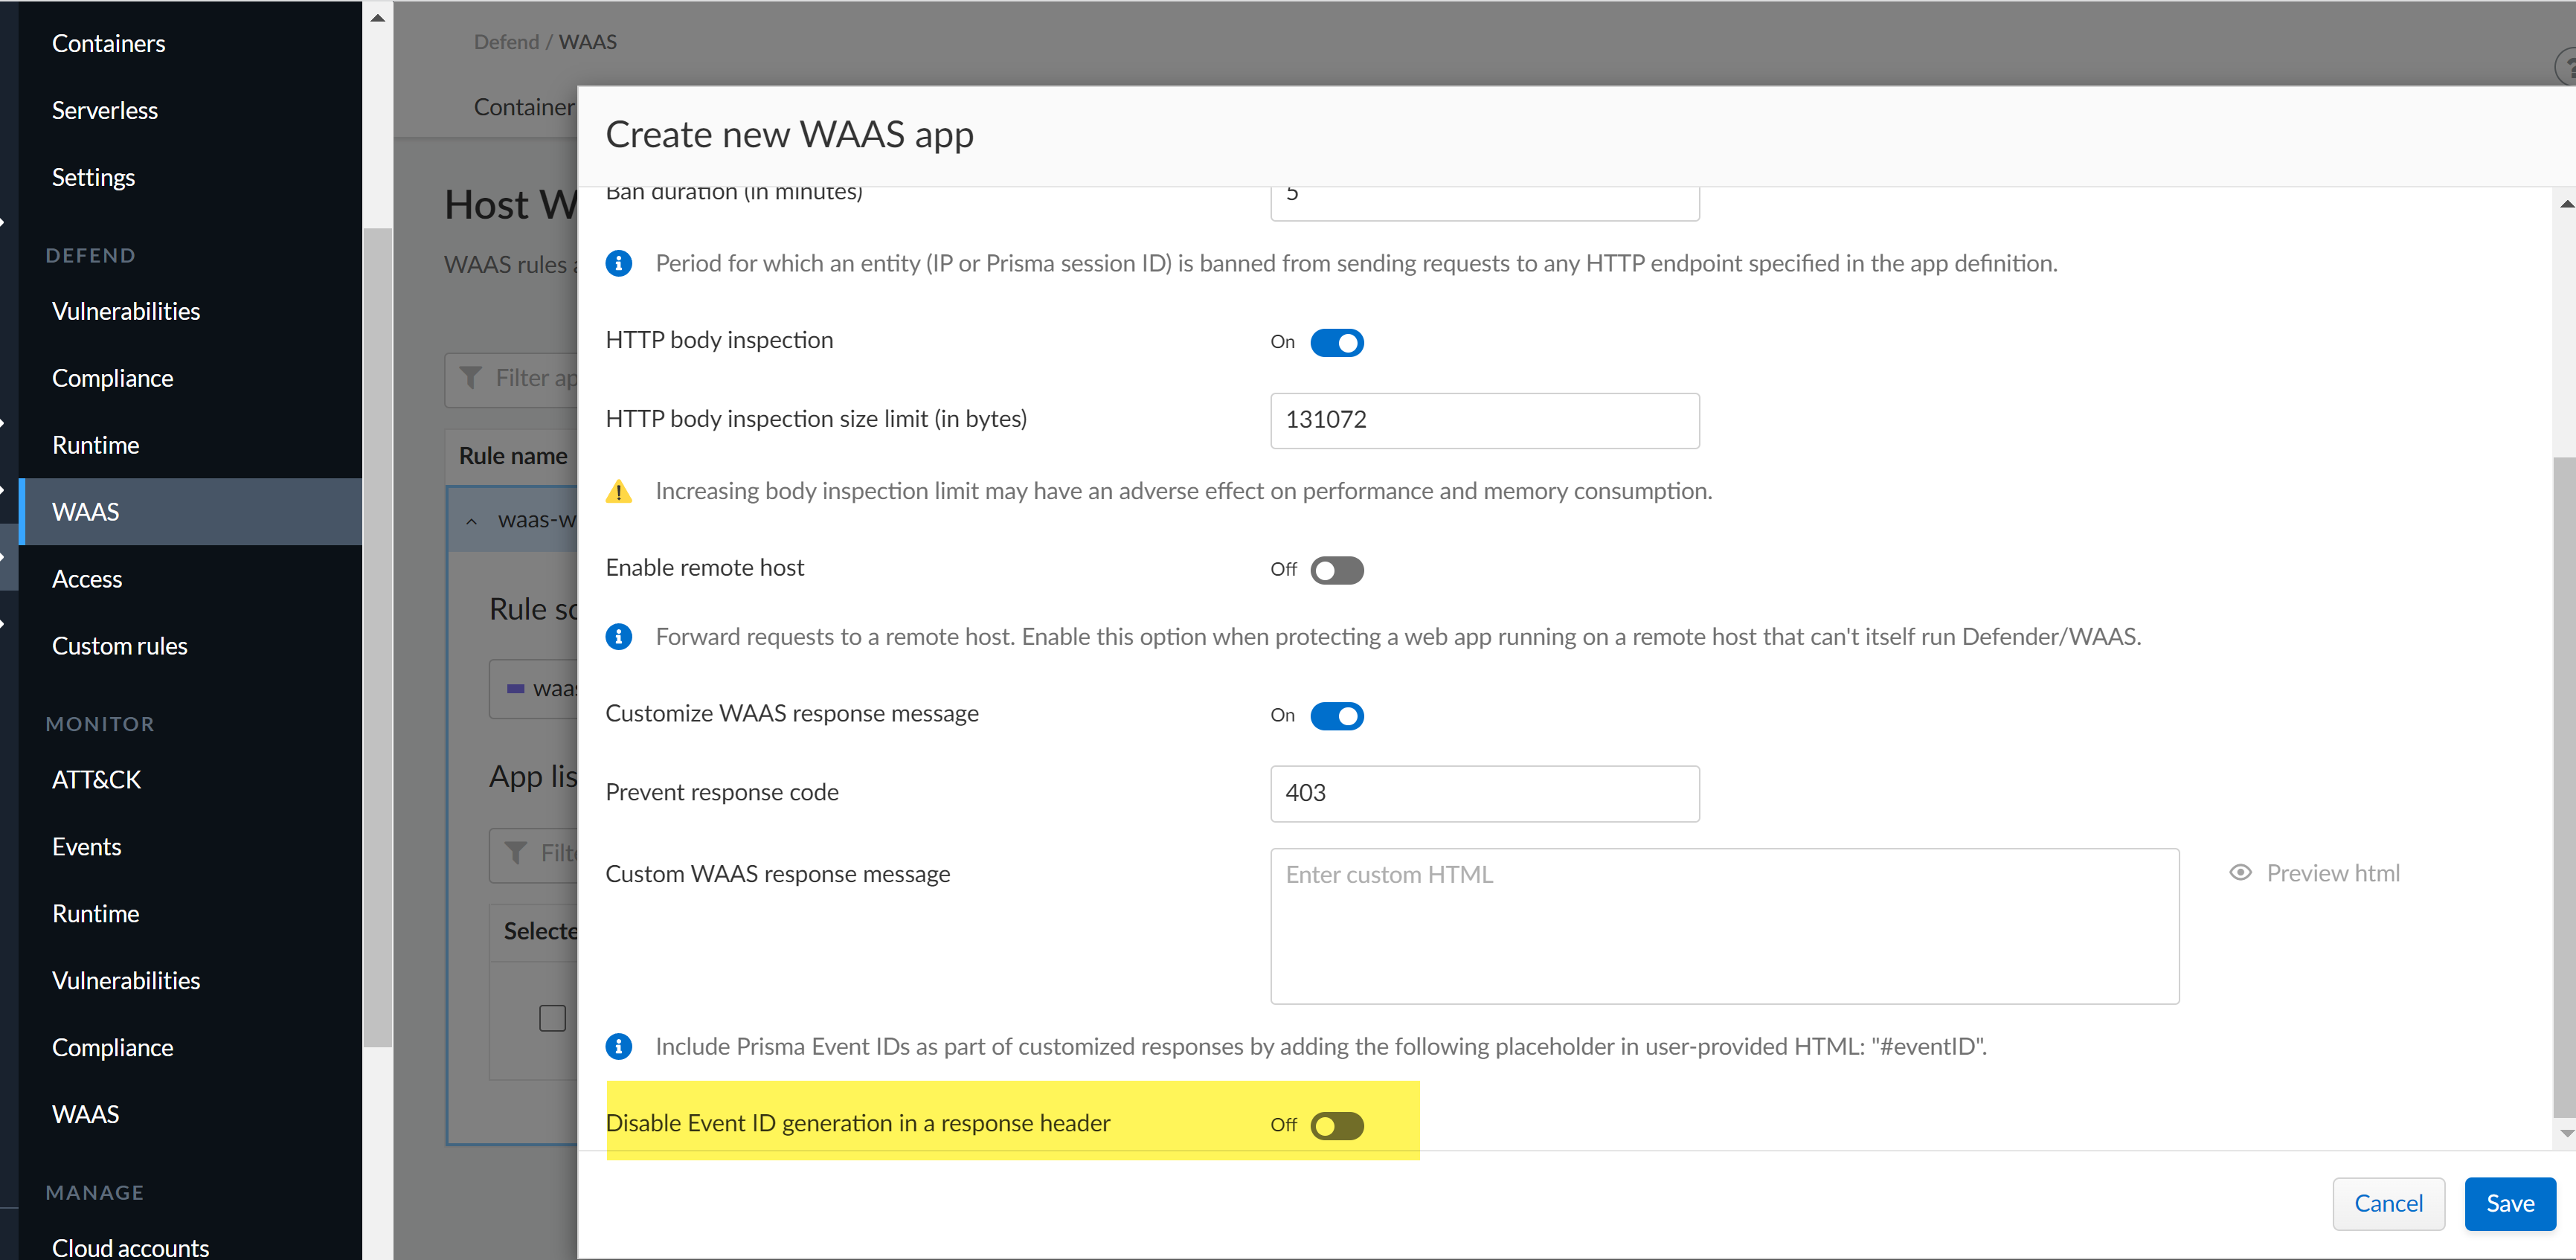 Containers
Serverless
Settings
DEFEND
Vulnerabilities
Compliance
Runtime
WAAS
Access
Custom rules
MONITOR
ATT&CK
Events
Runtime
Vulnerabilities
Compliance
WAAS
MANAGE
Cloud accounts
Defend / WAAS
Container
Host W
WAAS rules
Filter ap
Rule name
waas-w
Rule sc
waas
App lis
Filte
Selecte
Create new WAAS app
Ban duration (in minutes) 5
Period for which an entity (IP or Prisma session ID) is banned from sending requests to any HTTP endpoint specified in the app definition.
HTTP body inspection On
HTTP body inspection size limit (in bytes) 131072
Increasing body inspection limit may have an adverse effect on performance and memory consumption.
Enable remote host Off
Forward requests to a remote host. Enable this option when protecting a web app running on a remote host that can't itself run Defender/WAAS.
Customize WAAS response message On
Prevent response code 403
Custom WAAS response message Enter custom HTML Preview html
Include Prisma Event IDs as part of customized responses by adding the following placeholder in user-provided HTML: "#eventID".
Disable Event ID generation in a response header Off
Cancel Save